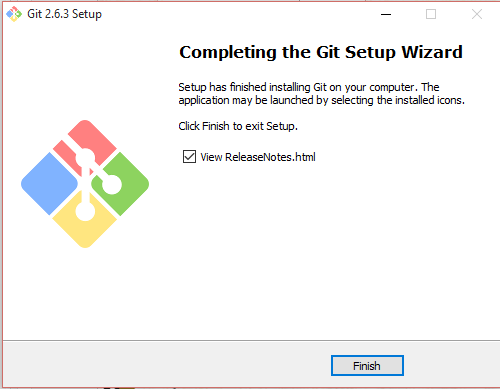 Git 2.6.3 Setup
Completing the Git Setup Wizard
Setup has finished installing Git on your computer. The
application may be launched by selecting the installed icons.
Click Finish to exit Setup.
View ReleaseNotes.html
Finish